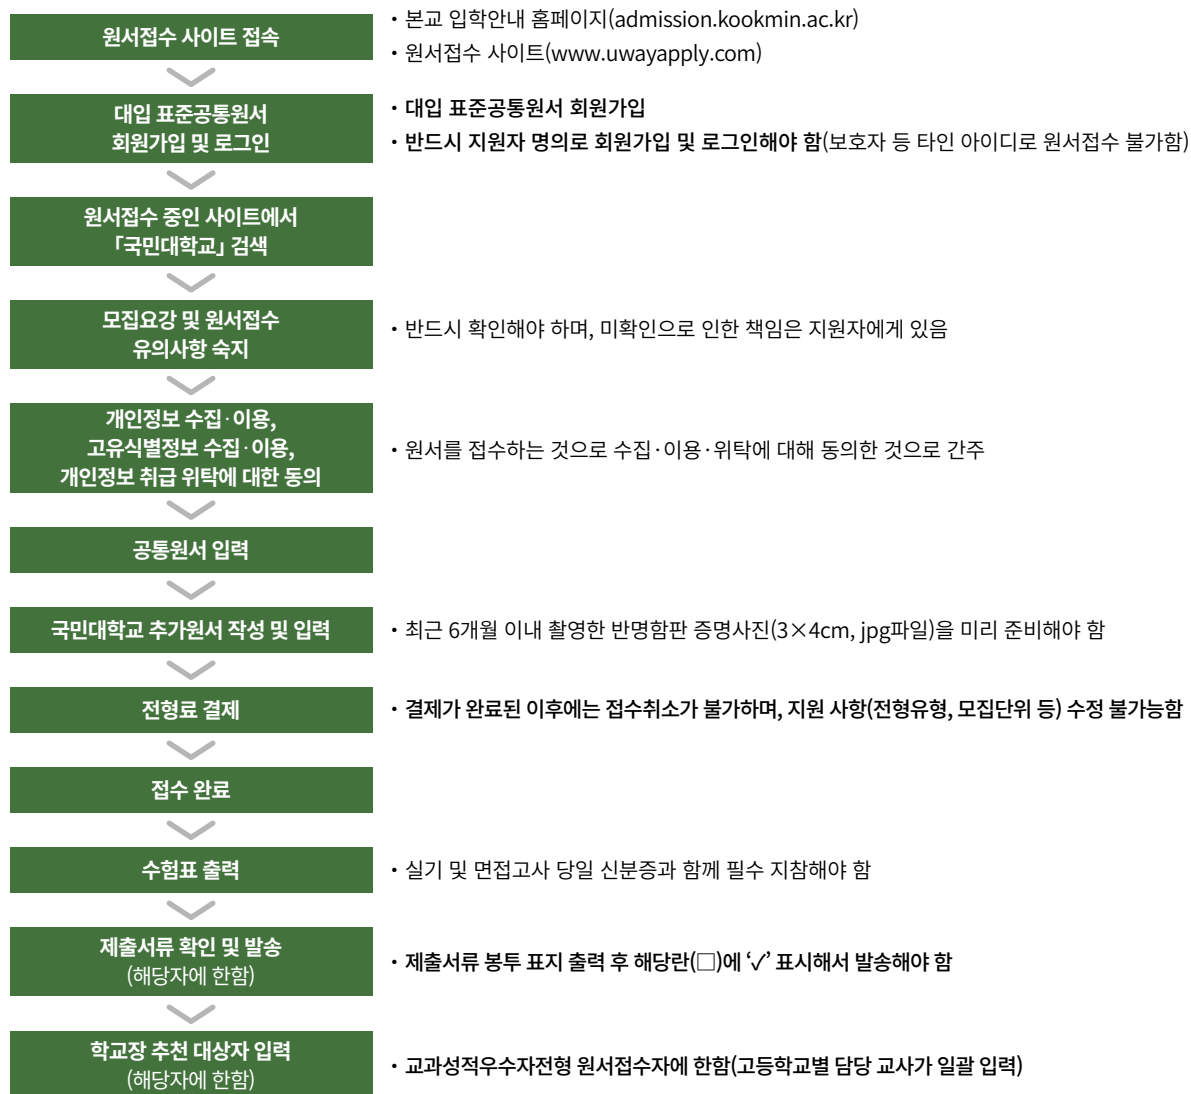 원서접수 사이트 접속
• 본교 입학안내 홈페이지(admission.kookmin.ac.kr)
• 원서접수 사이트(www.uwayapply.com)
대입 표준공통원서
회원가입 및 로그인
• 대입 표준공통원서 회원가입
• 반드시 지원자 명의로 회원가입 및 로그인해야 함(보호자 등 타인 아이디로 원서접수 불가함)
원서접수 중인 사이트에서
「국민대학교」 검색
모집요강 및 원서접수
유의사항 숙지
• 반드시 확인해야 하며, 미확인으로 인한 책임은 지원자에게 있음
개인정보 수집·이용,
고유식별정보 수집·이용,
개인정보 취급 위탁에 대한 동의
• 원서를 접수하는 것으로 수집·이용·위탁에 대해 동의한 것으로 간주
공통원서 입력
국민대학교 추가원서 작성 및 입력
• 최근 6개월 이내 촬영한 반명함판 증명사진(3×4cm, jpg파일)을 미리 준비해야 함
전형료 결제
• 결제가 완료된 이후에는 접수취소가 불가하며, 지원 사항(전형유형, 모집단위 등) 수정 불가능함
접수 완료
수험표 출력
• 실기 및 면접고사 당일 신분증과 함께 필수 지참해야 함
제출서류 확인 및 발송
(해당자에 한함)
• 제출서류 봉투 표지 출력 후 해당란(□)에 ‘✓’ 표시해서 발송해야 함
학교장 추천 대상자 입력
(해당자에 한함)
• 교과성적우수자전형 원서접수자에 한함(고등학교별 담당 교사가 일괄 입력)